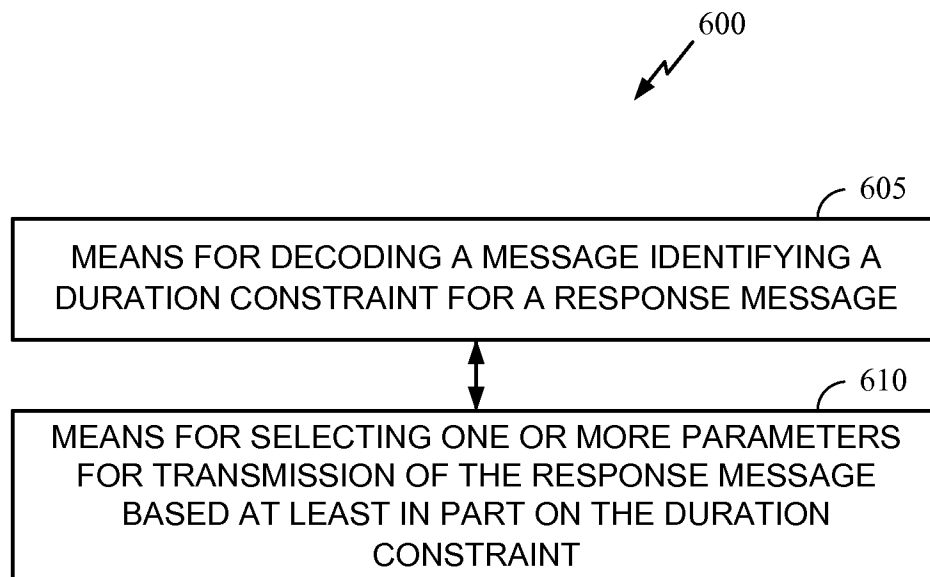 600
605
MEANS FOR DECODING A MESSAGE IDENTIFYING A
DURATION CONSTRAINT FOR A RESPONSE MESSAGE
610
MEANS FOR SELECTING ONE OR MORE PARAMETERS
FOR TRANSMISSION OF THE RESPONSE MESSAGE
BASED AT LEAST IN PART ON THE DURATION
CONSTRAINT